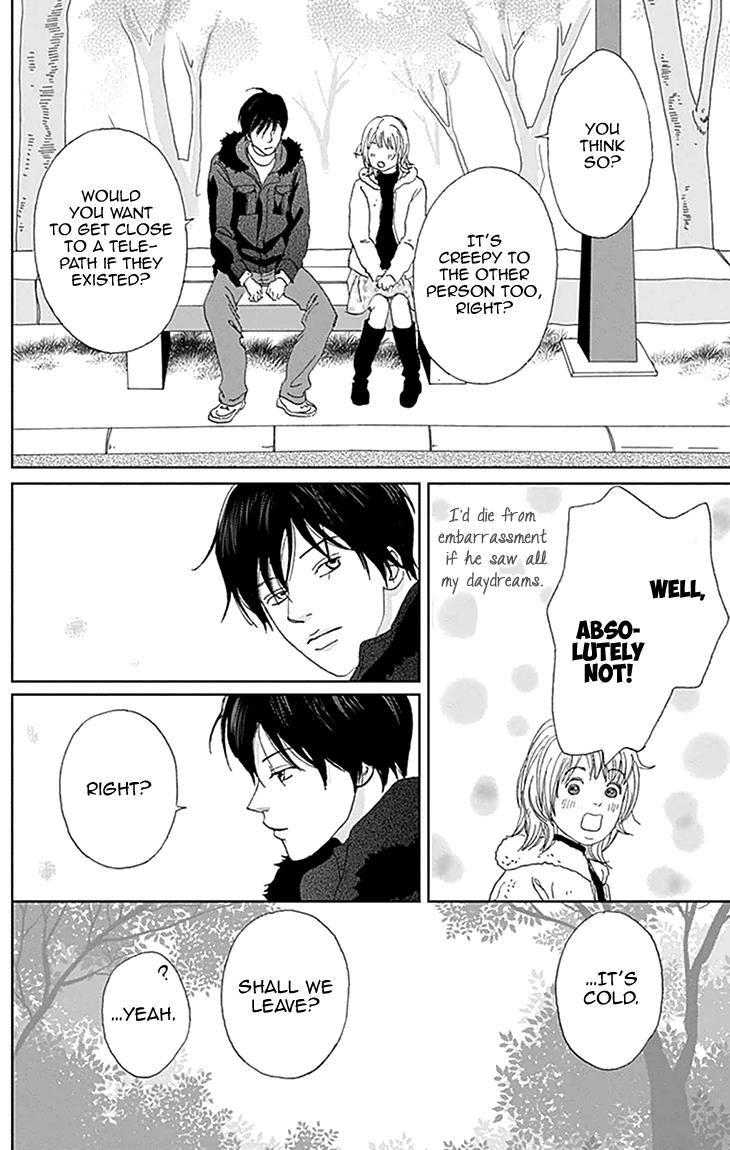 YOU
THINK
SO?
IT'S
CREEPY TO
THE OTHER
PERSON TOO,
RIGHT?
WOULD
YOU WANT
TO GET CLOSE
TO A TELE-
PATH IF THEY
EXISTED?
WELL,
ABSO-
LUTELY
NOT!
I'd die from
embarrassment
if he saw all
my daydreams.
RIGHT?
...IT'S
COLD.
SHALL WE
LEAVE?
?
...YEAH.